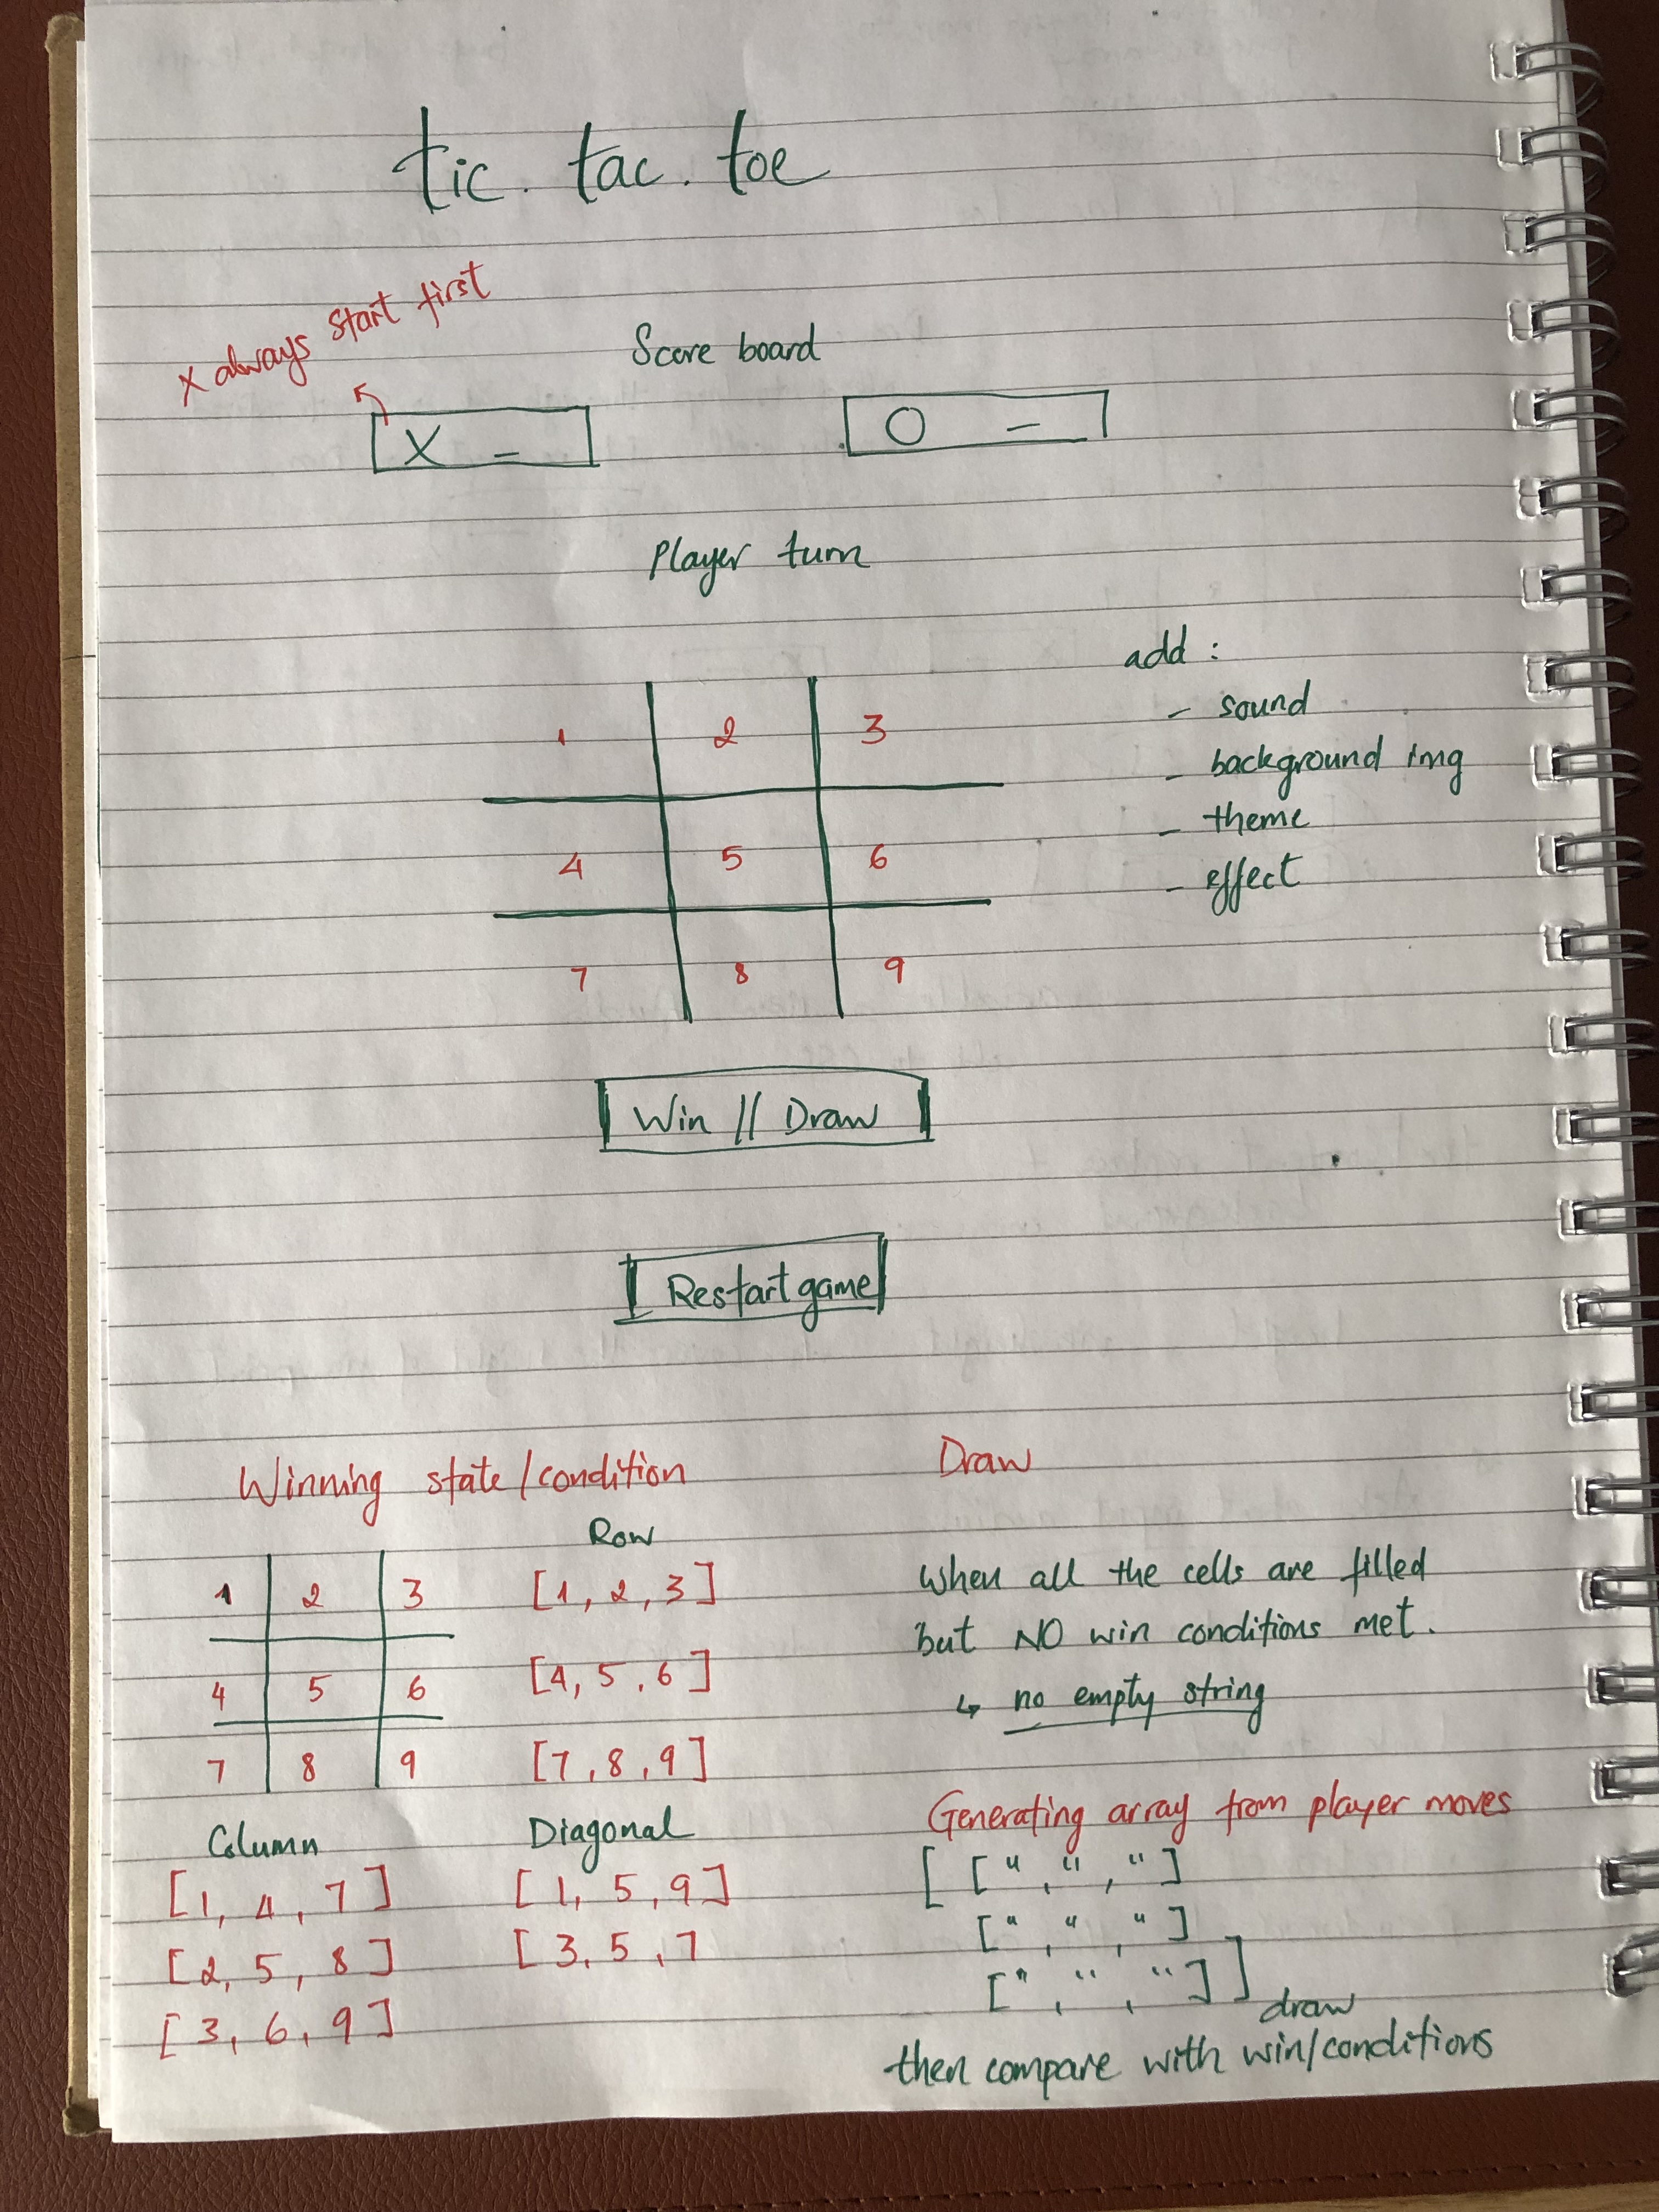 tic. tac. toe
x always start first
Score board
X -
O -
Player turn
1 2 3
4 5 6
7 8 9
add :
- sound
- background img
- theme
- effect
Win // Draw
Restart game
Winning state/condition
1 2 3
4 5 6
7 8 9
Row
[1, 2, 3]
[4, 5, 6]
[7, 8, 9]
Column
[1, 4, 7]
[2, 5, 8]
[3, 6, 9]
Diagonal
[1, 5, 9]
[3, 5, 7
Draw
When all the cells are filled
but NO win conditions met.
↳ no empty string
Generating array from player moves
[ [", ", "]
[", ", "]
[", ", "] ]
draw
then compare with win/conditions